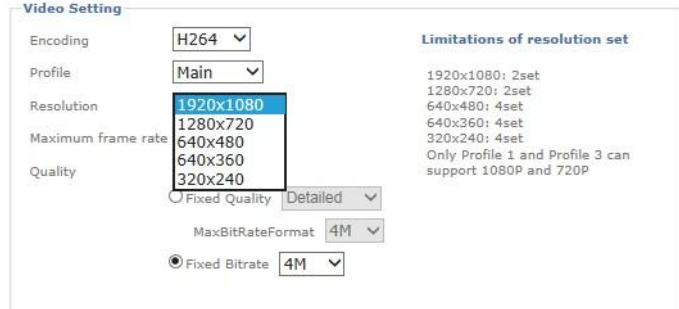 Video Setting
Encoding H264
Limitations of resolution set
Profile Main
1920x1080: 2set
1280x720: 2set
Resolution 1920x1080
640x480: 4set
1280x720
640x360: 4set
Maximum frame rate 640x480
320x240: 4set
640x360
Only Profile 1 and Profile 3 can
Quality
support 1080P and 720P
320x240
Fixed Quality Detailed
MaxBitRateFormat 4M
Fixed Bitrate 4M